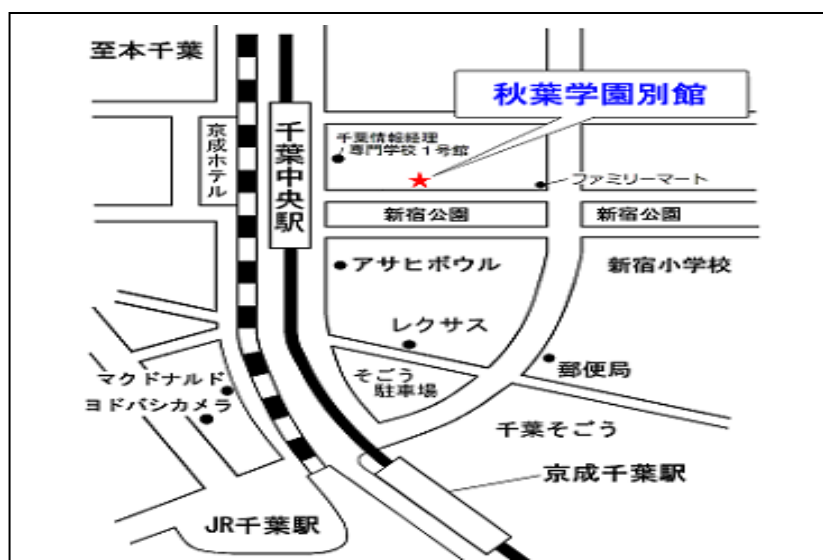 至本千葉
秋葉学園別館
京成ホテル
千葉中央駅
千葉情報経理
専門学校1号館
ファミリーマート
新宿公園
新宿公園
アサヒボウル
新宿小学校
レクサス
郵便局
そごう
駐車場
マクドナルド
ヨドバシカメラ
千葉そごう
京成千葉駅
JR千葉駅